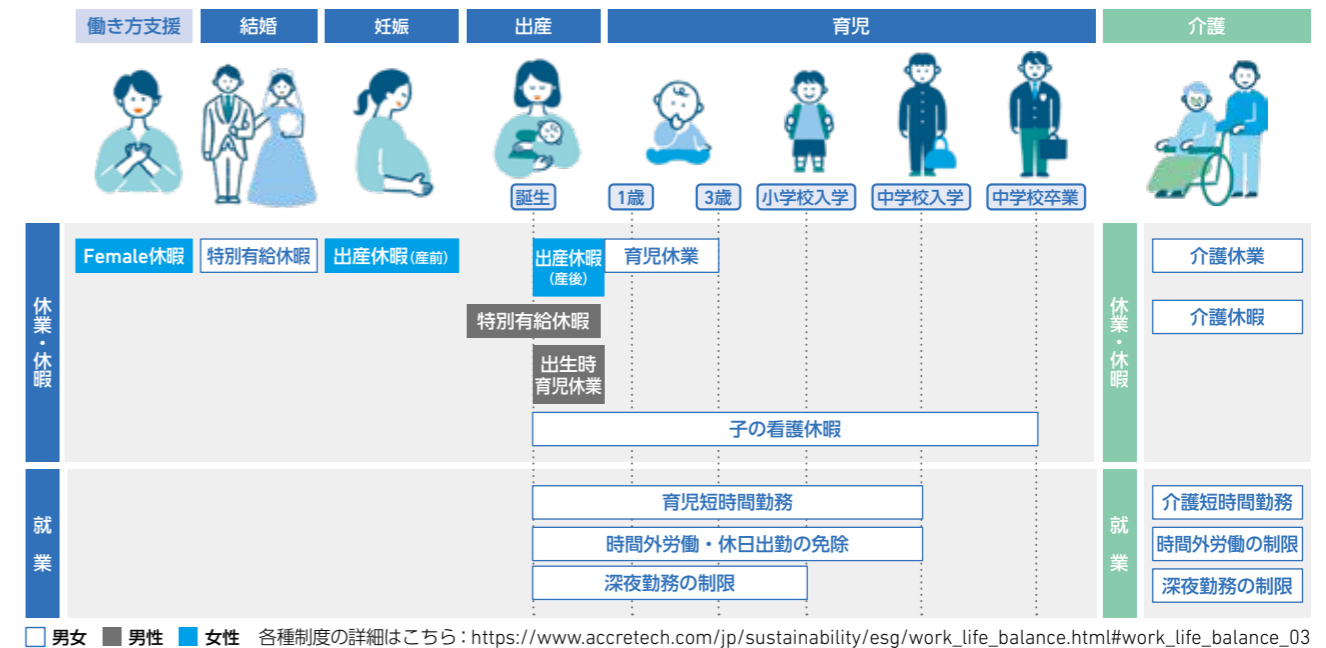 働き方支援 結婚 妊娠 出産 育児 介護
誕生 1歳 3歳 小学校入学 中学校入学 中学校卒業
休業・休暇
Female休暇 特別有給休暇 出産休暇(産前) 出産休暇 育児休業
(産後)
特別有給休暇
出生時
育児休業
子の看護休暇
休業・休暇
介護休業
介護休暇
就業
育児短時間勤務
時間外労働・休日出勤の免除
深夜勤務の制限
就業
介護短時間勤務
時間外労働の制限
深夜勤務の制限
男女 男性 女性 各種制度の詳細はこちら：https://www.accretech.com/jp/sustainability/esg/work_life_balance.html#work_life_balance_03